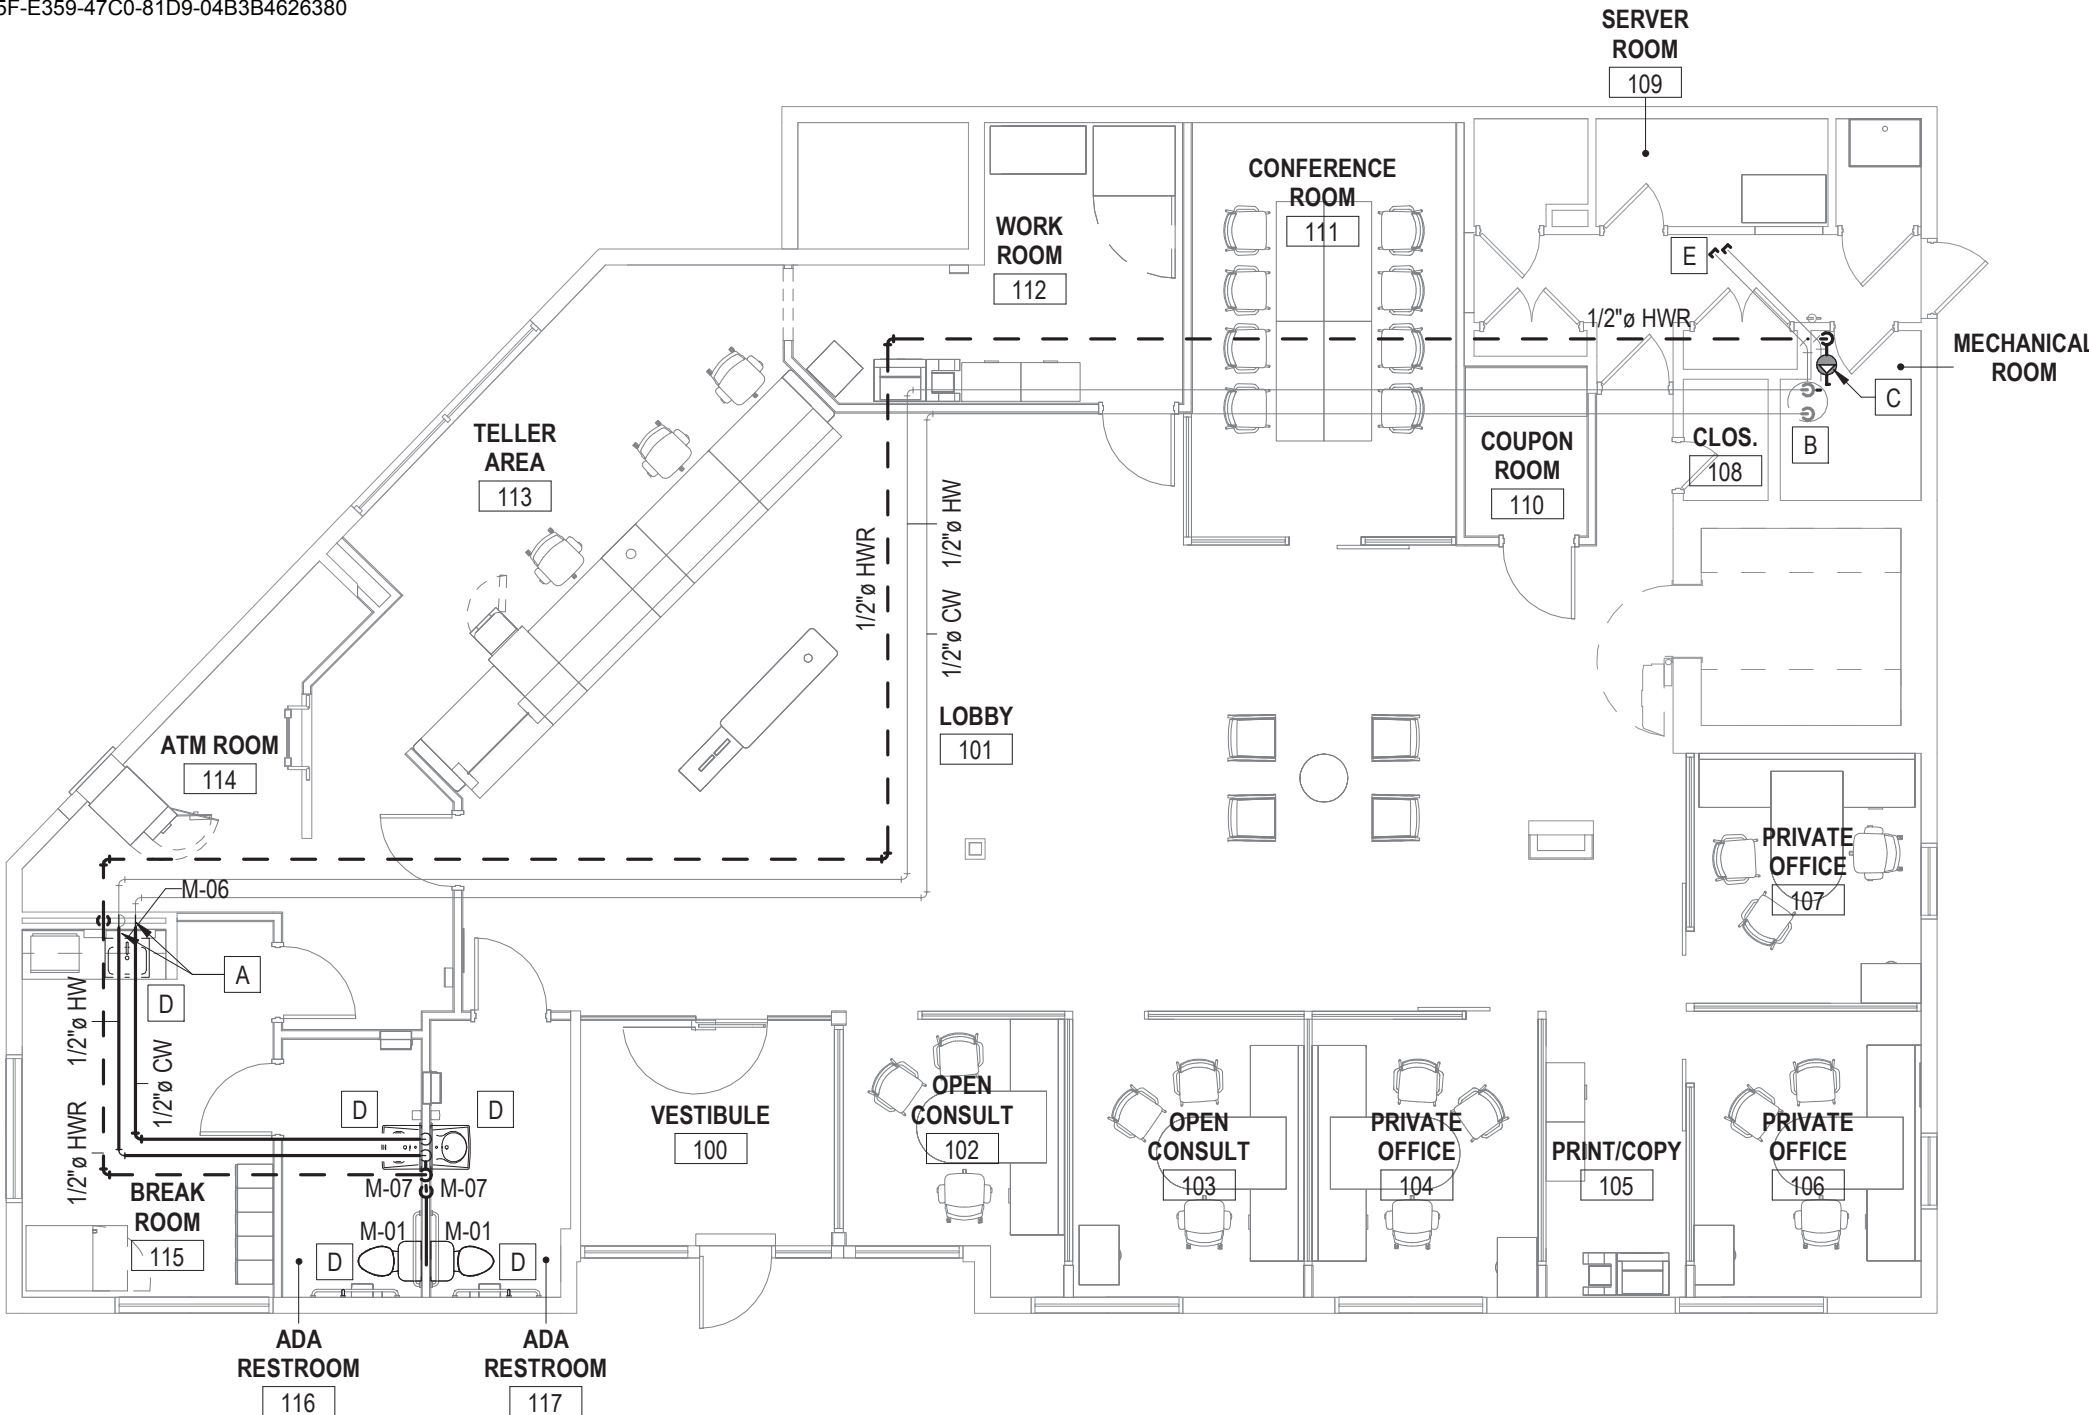 5F-E359-47C0-81D9-04B3B4626380
SERVER
ROOM
109
CONFERENCE
ROOM
111
WORK
ROOM
112
E
1/2"ø HWR
MECHANICAL
ROOM
C
B
TELLER
AREA
113
COUPON
ROOM
110
CLOS.
108
1/2"ø HWR
1/2"ø HW
1/2"ø CW
LOBBY
101
ATM ROOM
114
PRIVATE
OFFICE
107
M-06
A
D
1/2"ø HW
1/2"ø CW
1/2"ø HWR
D
D
M-07
M-07
M-01
M-01
D
D
BREAK
ROOM
115
VESTIBULE
100
OPEN
CONSULT
102
OPEN
CONSULT
103
PRIVATE
OFFICE
104
PRINT/COPY
105
PRIVATE
OFFICE
106
ADA
RESTROOM
116
ADA
RESTROOM
117